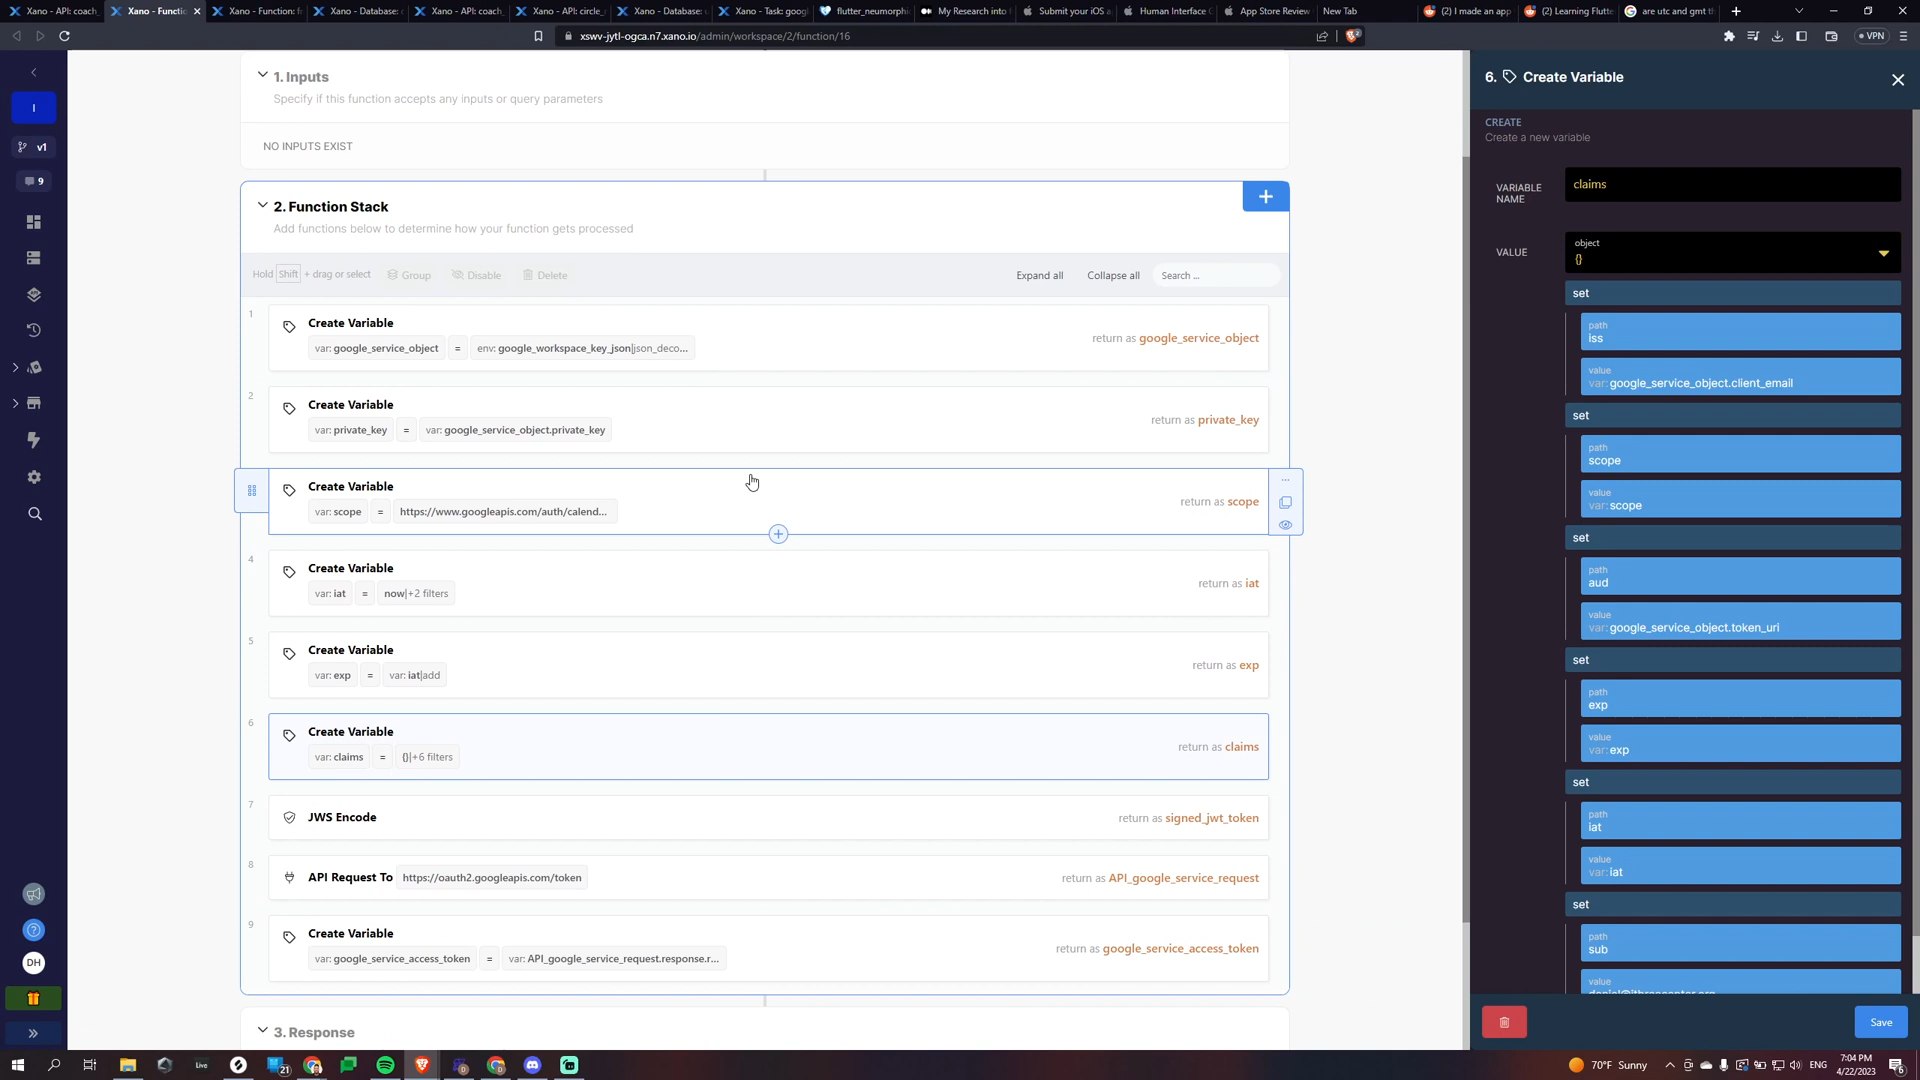 Xano - API: coach_
Xano - Functio
Xano - Function: f
Xano - Database:
Xano - API: coach_
Xano - API: circle_
Xano - Database:
Xano - Task: goog
flutter_neumorphi
My Research into
Submit your iOS a
Human Interface
App Store Review
New Tab
(2) I made an app
(2) Learning Flutte
are utc and gmt th
xswv-jytl-ogca.n7.xano.io/admin/workspace/2/function/16
VPN
I
v1
9
DH
1. Inputs
Specify if this function accepts any inputs or query parameters
NO INPUTS EXIST
2. Function Stack
Add functions below to determine how your function gets processed
Hold Shift + drag or select Group Disable Delete Expand all Collapse all Search ...
1
Create Variable
var: google_service_object = env: google_workspace_key_json|json_deco...
return as google_service_object
2
Create Variable
var: private_key = var: google_service_object.private_key
return as private_key
Create Variable
var: scope = https://www.googleapis.com/auth/calend...
return as scope
4
Create Variable
var: iat = now|+2 filters
return as iat
5
Create Variable
var: exp = var: iat|add
return as exp
6
Create Variable
var: claims = {}|+6 filters
return as claims
7
JWS Encode
return as signed_jwt_token
8
API Request To https://oauth2.googleapis.com/token
return as API_google_service_request
9
Create Variable
var: google_service_access_token = var: API_google_service_request.response.r...
return as google_service_access_token
3. Response
6. Create Variable
CREATE
Create a new variable
VARIABLE NAME
claims
VALUE
object
{}
set
path
iss
value
var: google_service_object.client_email
set
path
scope
value
var: scope
set
path
aud
value
var: google_service_object.token_uri
set
path
exp
value
var: exp
set
path
iat
value
var: iat
set
path
sub
value
Save
Live
21
70°F Sunny
ENG
7:04 PM
4/22/2023
6